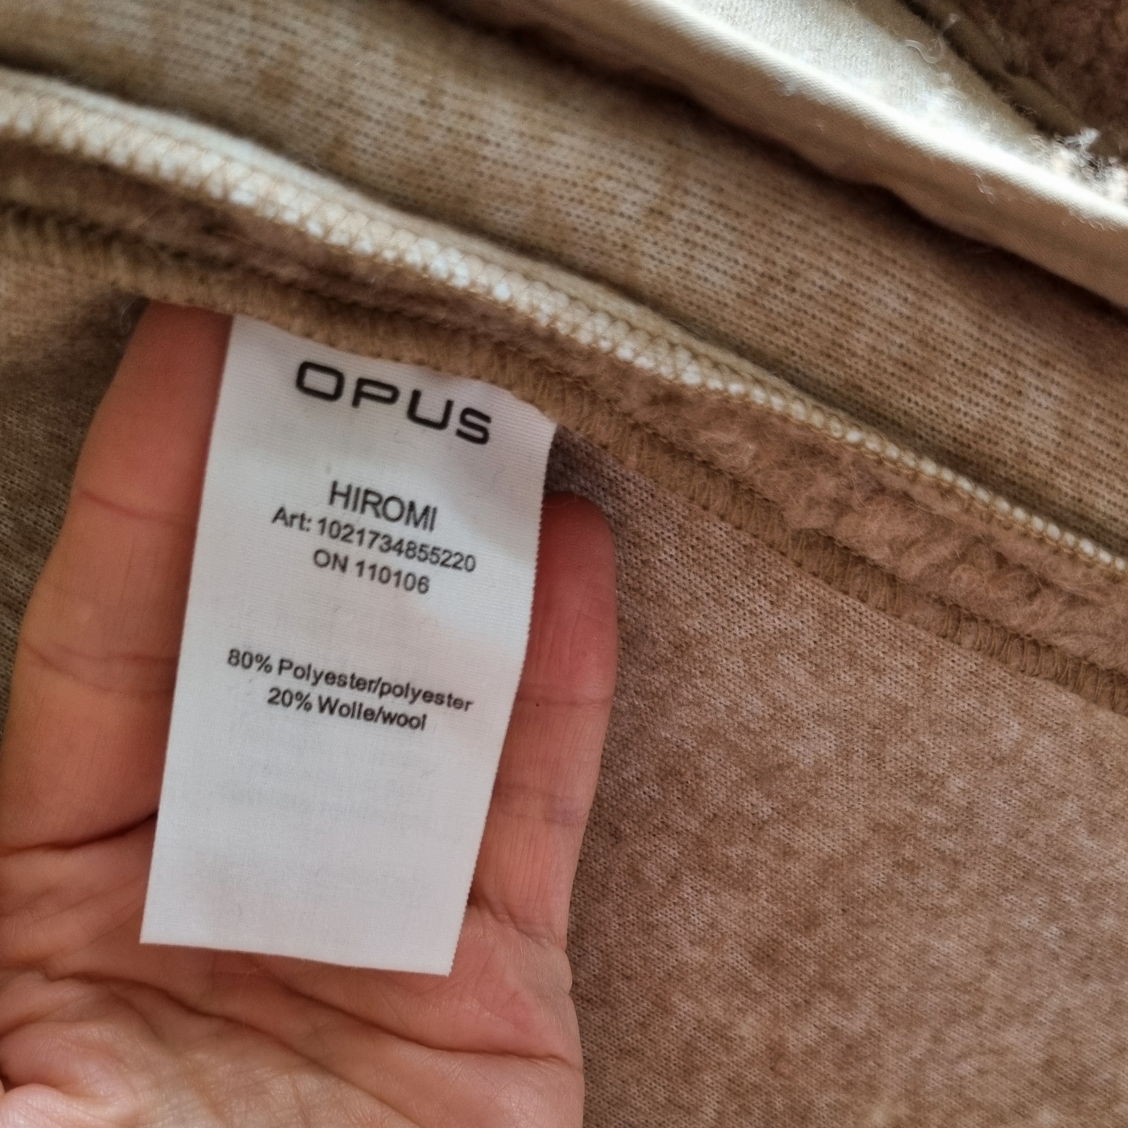 OPUS
HIROMI
Art: 1021734855220
ON 110106
80% Polyester/polyester
20% Wolle/wool